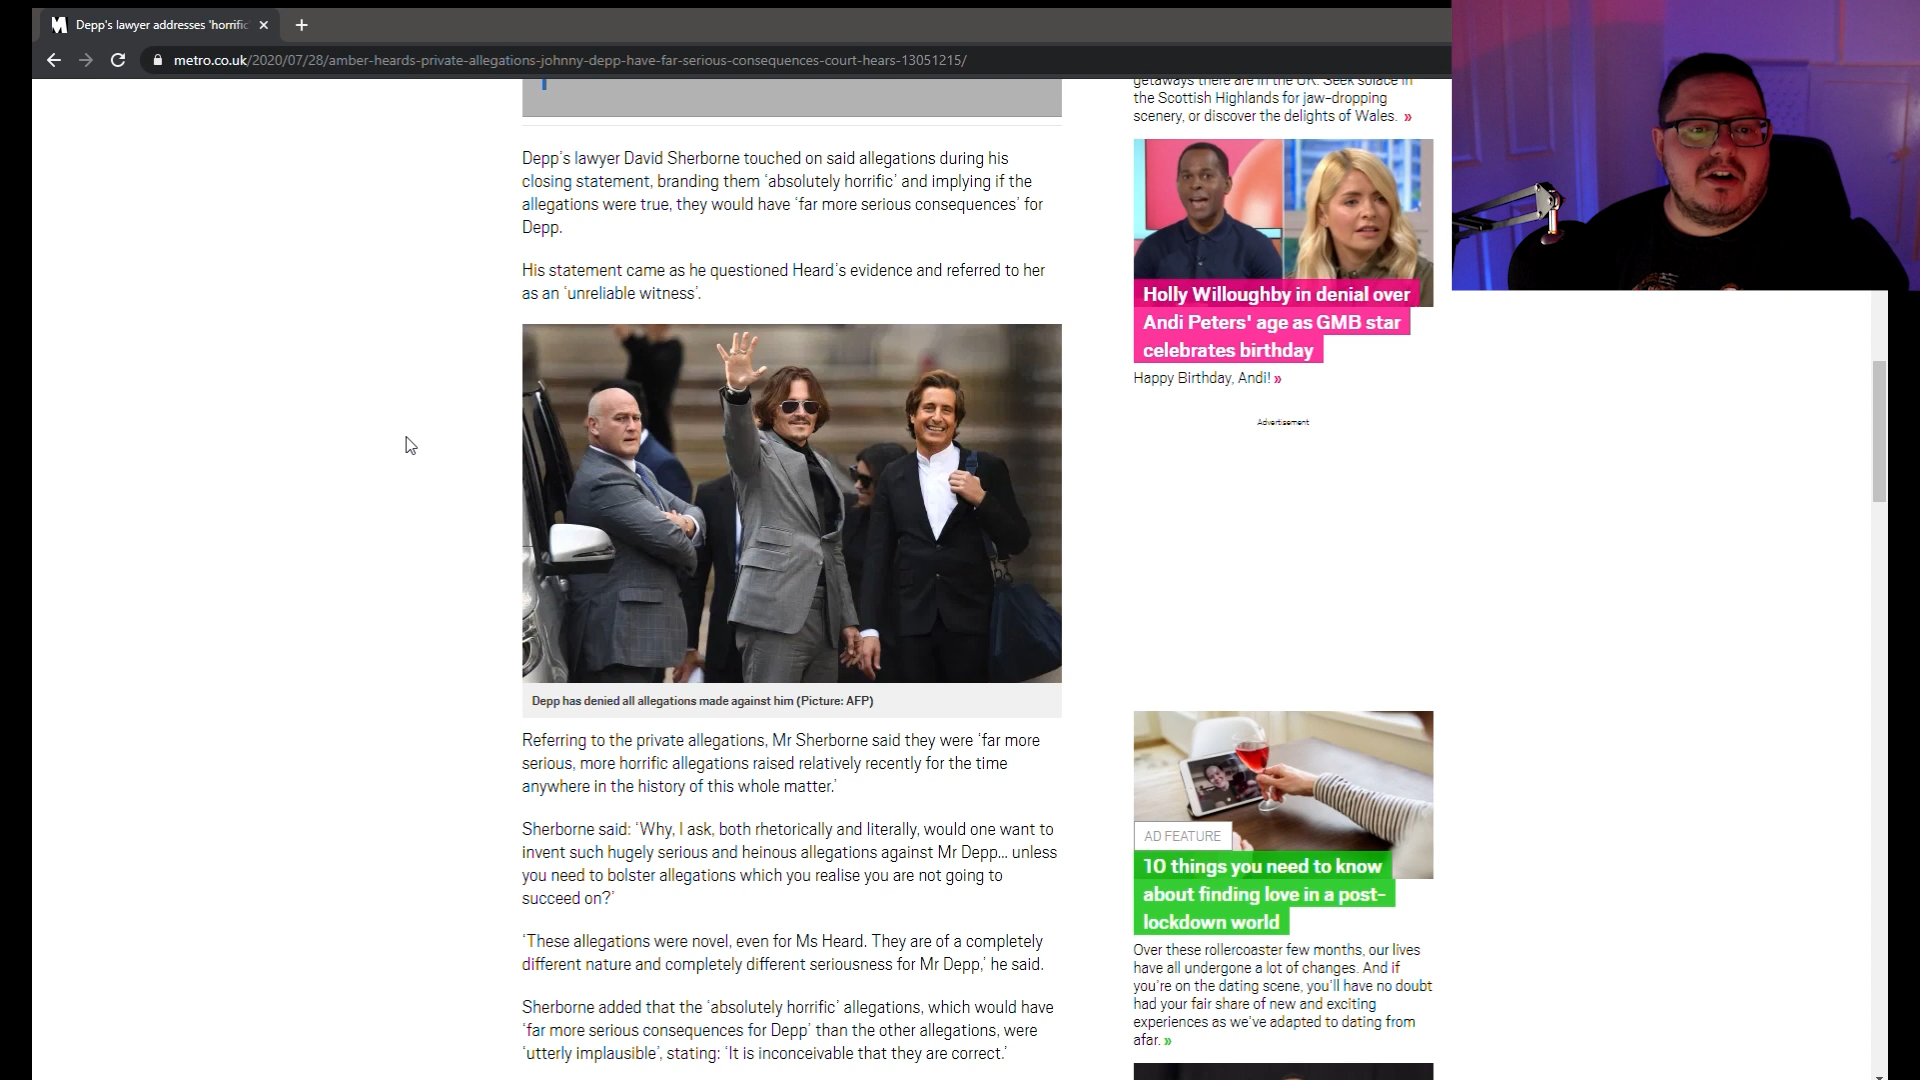 Depp's lawyer addresses 'horrific
metro.co.uk/2020/07/28/amber-heards-private-allegations-johnny-depp-have-far-serious-consequences-court-hears-13051215/
Depp's lawyer David Sherborne touched on said allegations during his
closing statement, branding them 'absolutely horrific' and implying if the
allegations were true, they would have 'far more serious consequences' for
Depp.
His statement came as he questioned Heard's evidence and referred to her
as an 'unreliable witness'.
Depp has denied all allegations made against him (Picture: AFP)
Referring to the private allegations, Mr Sherborne said they were 'far more
serious, more horrific allegations raised relatively recently for the time
anywhere in the history of this whole matter.'
Sherborne said: 'Why, I ask, both rhetorically and literally, would one want to
invent such hugely serious and heinous allegations against Mr Depp... unless
you need to bolster allegations which you realise you are not going to
succeed on?'
'These allegations were novel, even for Ms Heard. They are of a completely
different nature and completely different seriousness for Mr Depp,' he said.
Sherborne added that the 'absolutely horrific' allegations, which would have
'far more serious consequences for Depp' than the other allegations, were
'utterly implausible', stating: 'It is inconceivable that they are correct.'
getaways there are in the UK. Seek solace in
the Scottish Highlands for jaw-dropping
scenery, or discover the delights of Wales. »
Holly Willoughby in denial over
Andi Peters' age as GMB star
celebrates birthday
Happy Birthday, Andi! »
Advertisement
AD FEATURE
10 things you need to know
about finding love in a post-
lockdown world
Over these rollercoaster few months, our lives
have all undergone a lot of changes. And if
you're on the dating scene, you'll have no doubt
had your fair share of new and exciting
experiences as we've adapted to dating from
afar. »